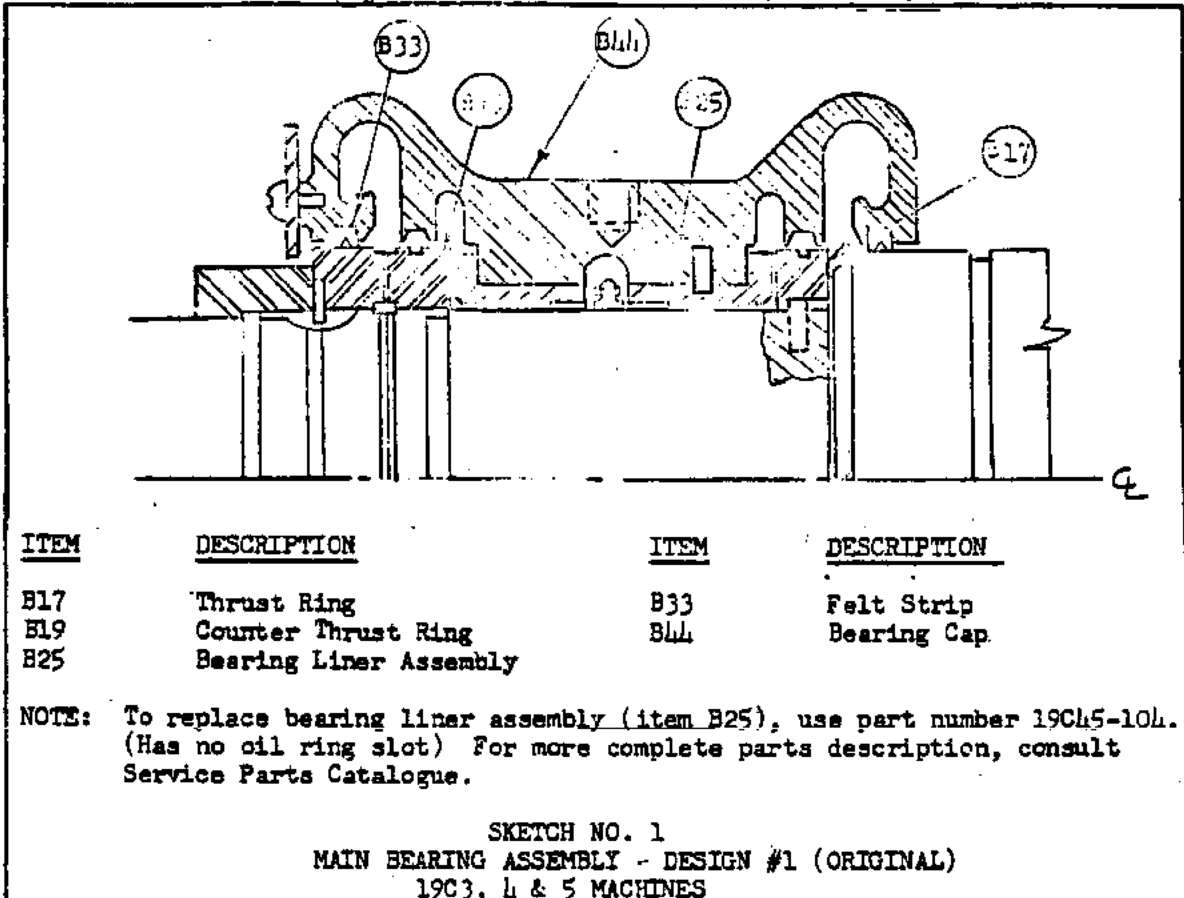 B33
B44
B25
B17
CL
ITEM DESCRIPTION ITEM DESCRIPTION
B17 Thrust Ring B33 Felt Strip
B19 Counter Thrust Ring B44 Bearing Cap
B25 Bearing Liner Assembly
NOTE: To replace bearing liner assembly (item B25), use part number 19C45-104.
(Has no oil ring slot) For more complete parts description, consult
Service Parts Catalogue.
SKETCH NO. 1
MAIN BEARING ASSEMBLY - DESIGN #1 (ORIGINAL)
19C3, 4 & 5 MACHINES